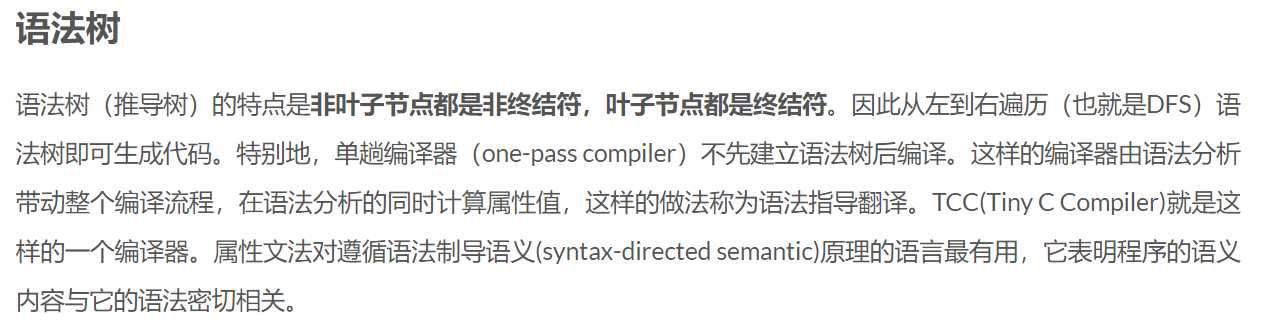 语法树
语法树（推导树）的特点是非叶子节点都是非终结符，叶子节点都是终结符。因此从左到右遍历（也就是DFS）语
法树即可生成代码。特别地，单趟编译器（one-pass compiler）不先建立语法树后编译。这样的编译器由语法分析
带动整个编译流程，在语法分析的同时计算属性值，这样的做法称为语法指导翻译。TCC(Tiny C Compiler)就是这
样的一个编译器。属性文法对遵循语法制导语义(syntax-directed semantic)原理的语言最有用，它表明程序的语义
内容与它的语法密切相关。